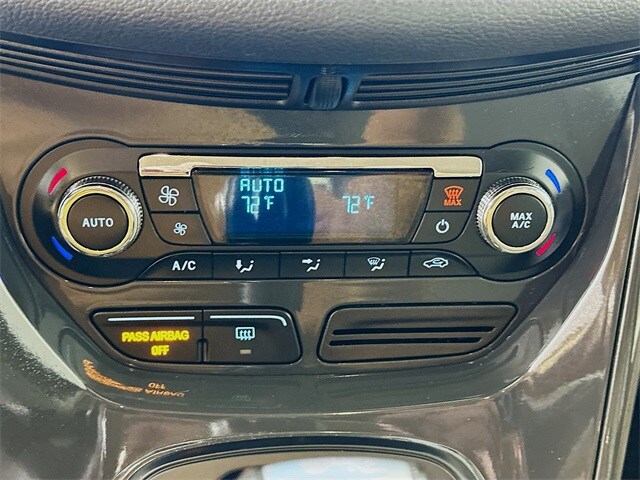 AUTO
72°F 72°F
MAX
AUTO
MAX
A/C
A/C
PASS AIRBAG
OFF